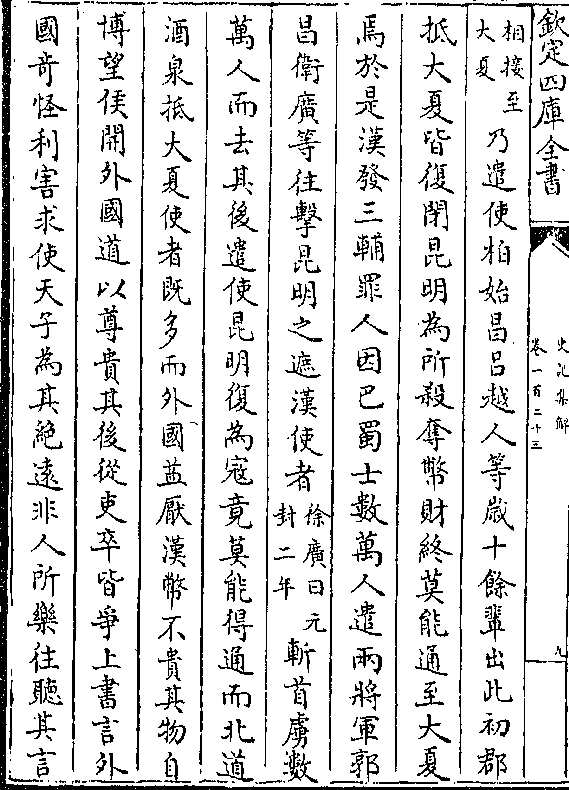 欽定四庫全書
史記集解
卷一百二十三
九
相接至
大夏
乃遣使柏始昌吕越人等嵗十餘輩出此初郡
抵大夏皆復閉昆明為所殺奪幣財終莫能通至大夏
焉於是漢發三輔罪人因巴蜀士數萬人遣兩將軍郭
昌衛廣等往擊昆明之遮漢使者
徐廣曰元
封二年
斬首虜數
萬人而去其後遣使昆明復為寇竟莫能得通而北道
酒泉抵大夏使者既多而外國益厭漢幣不貴其物自
博望侯開外國道以尊貴其後從吏卒皆爭上書言外
國奇怪利害求使天子為其絶逺非人所樂往聽其言